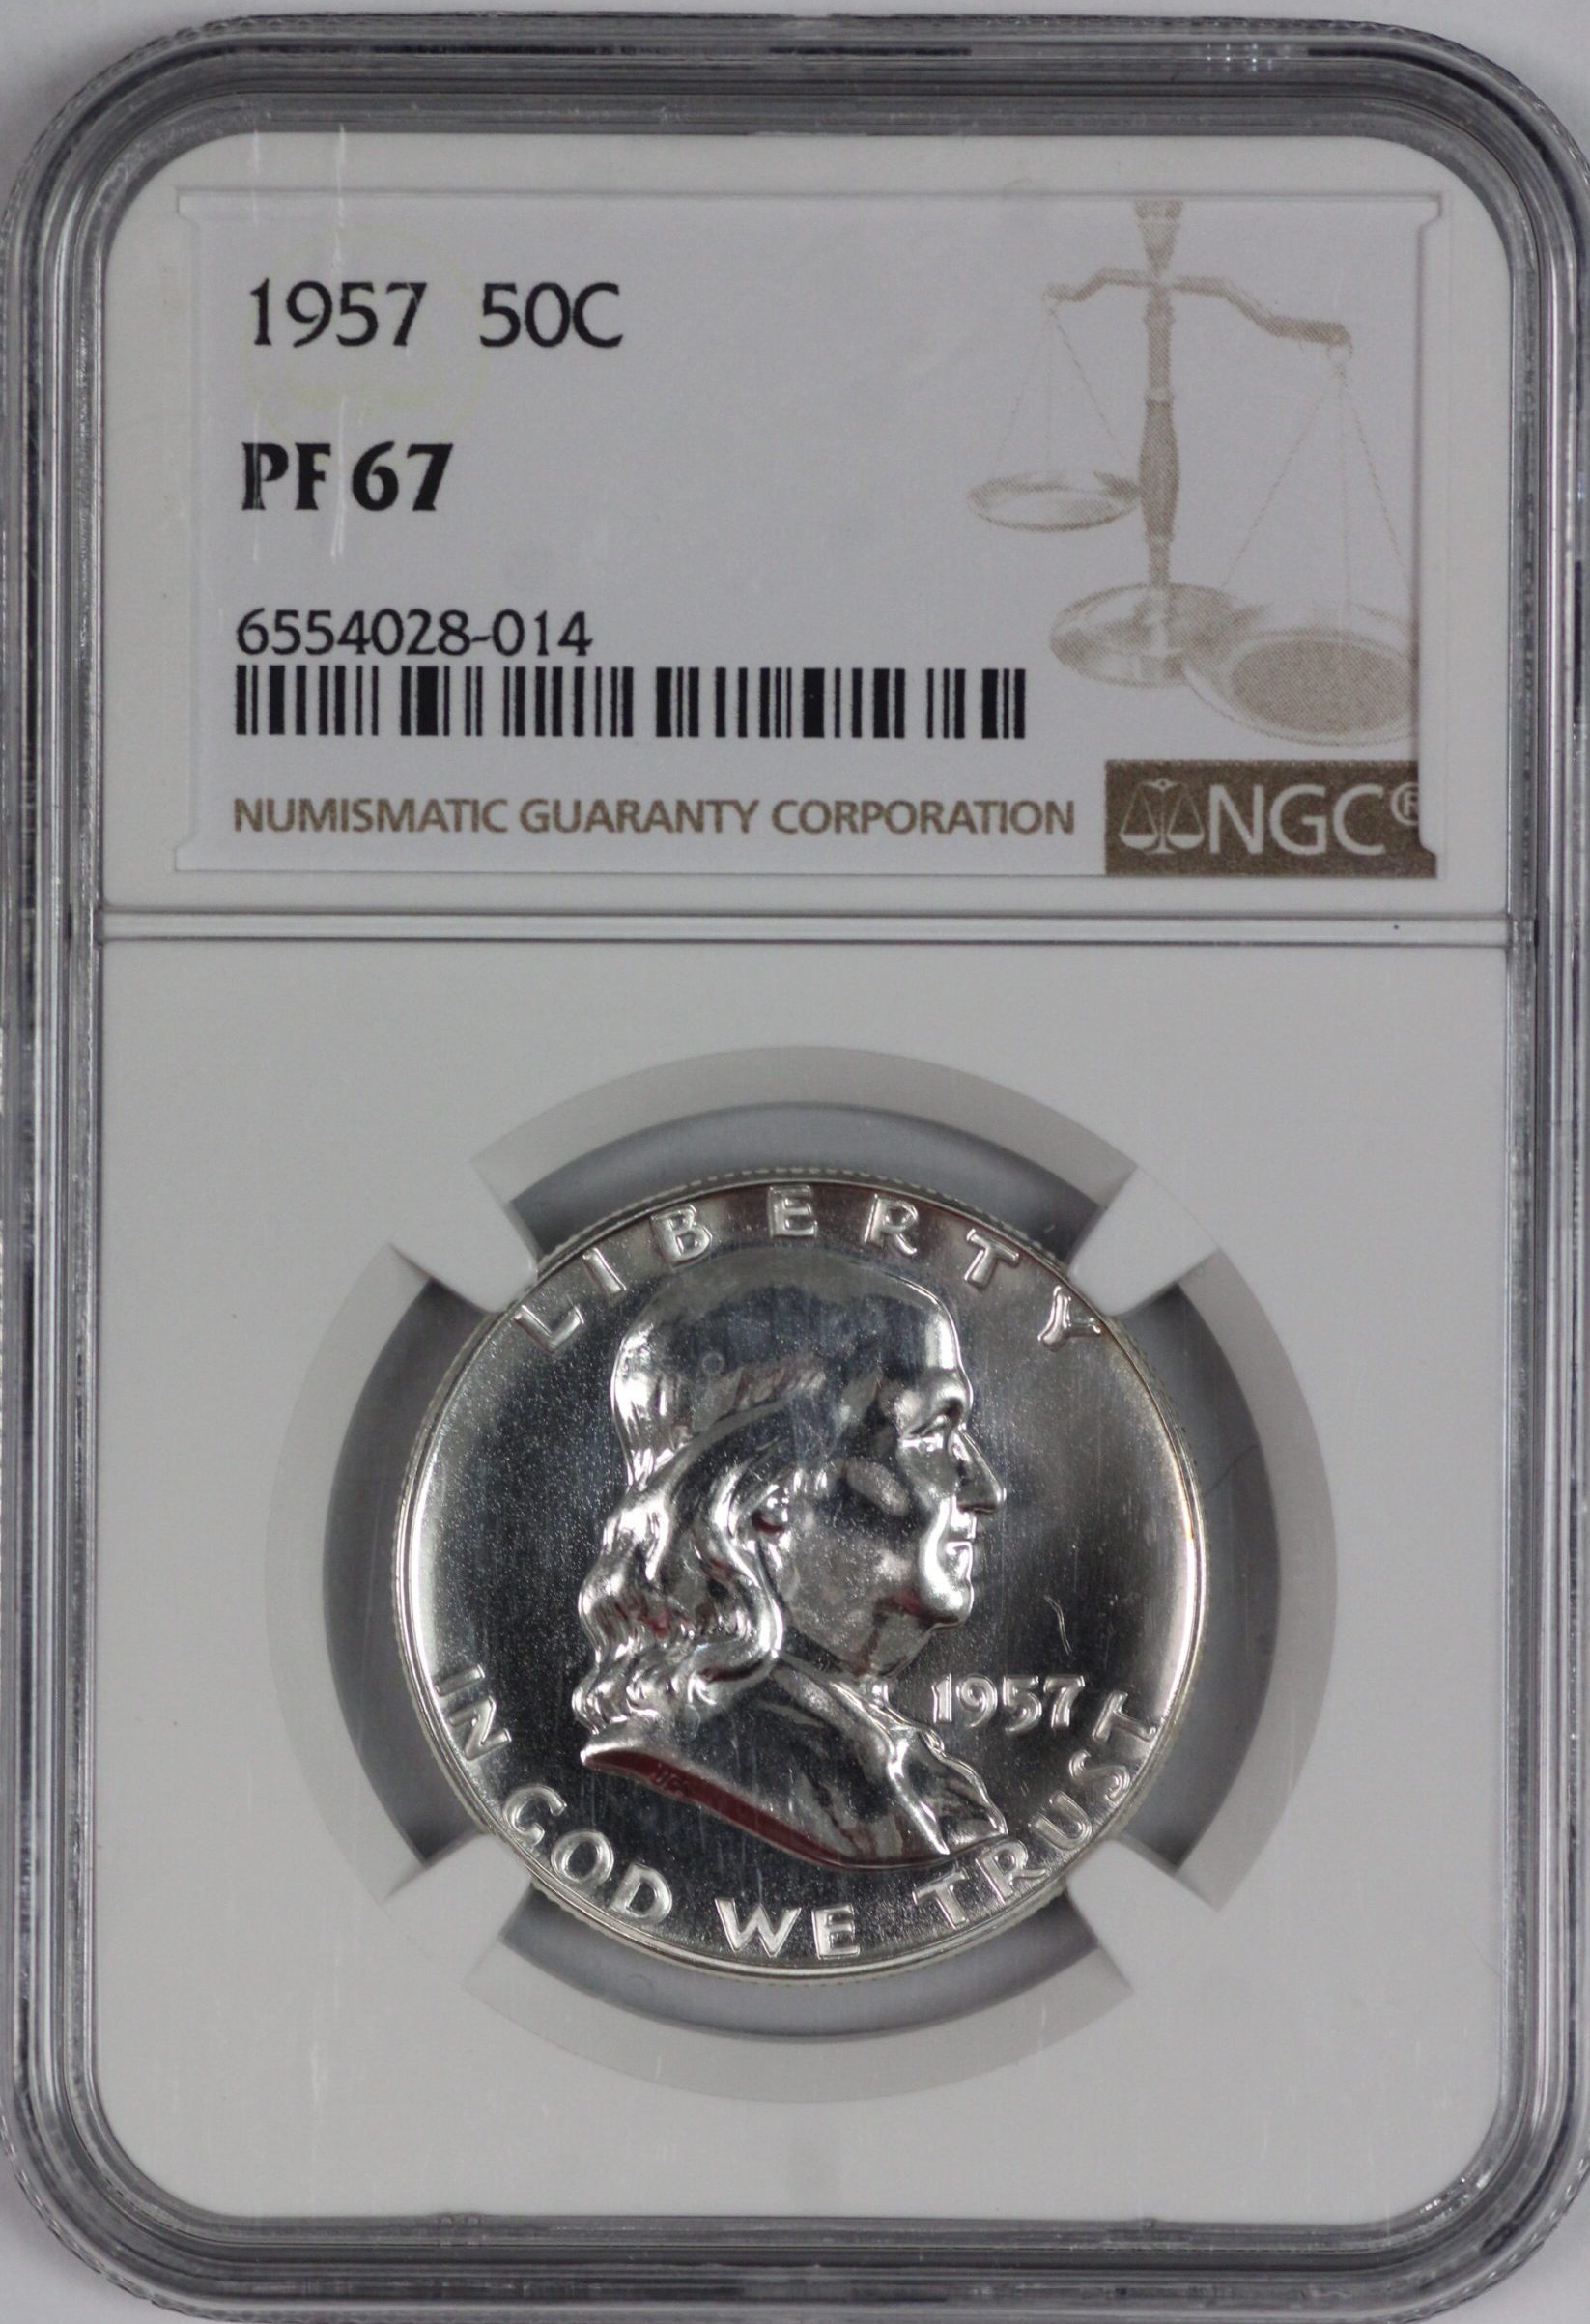 1957 50C
PF 67
6554028-014
NUMISMATIC GUARANTY CORPORATION NGC®
LIBERTY
1957
IN GOD WE TRUST